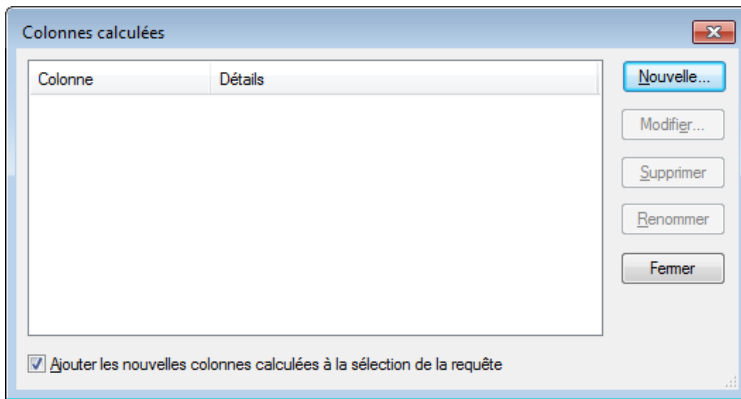 Colonnes calculées
Colonne Détails
Nouvelle...
Modifier...
Supprimer
Renommer
Fermer
Ajouter les nouvelles colonnes calculées à la sélection de la requête